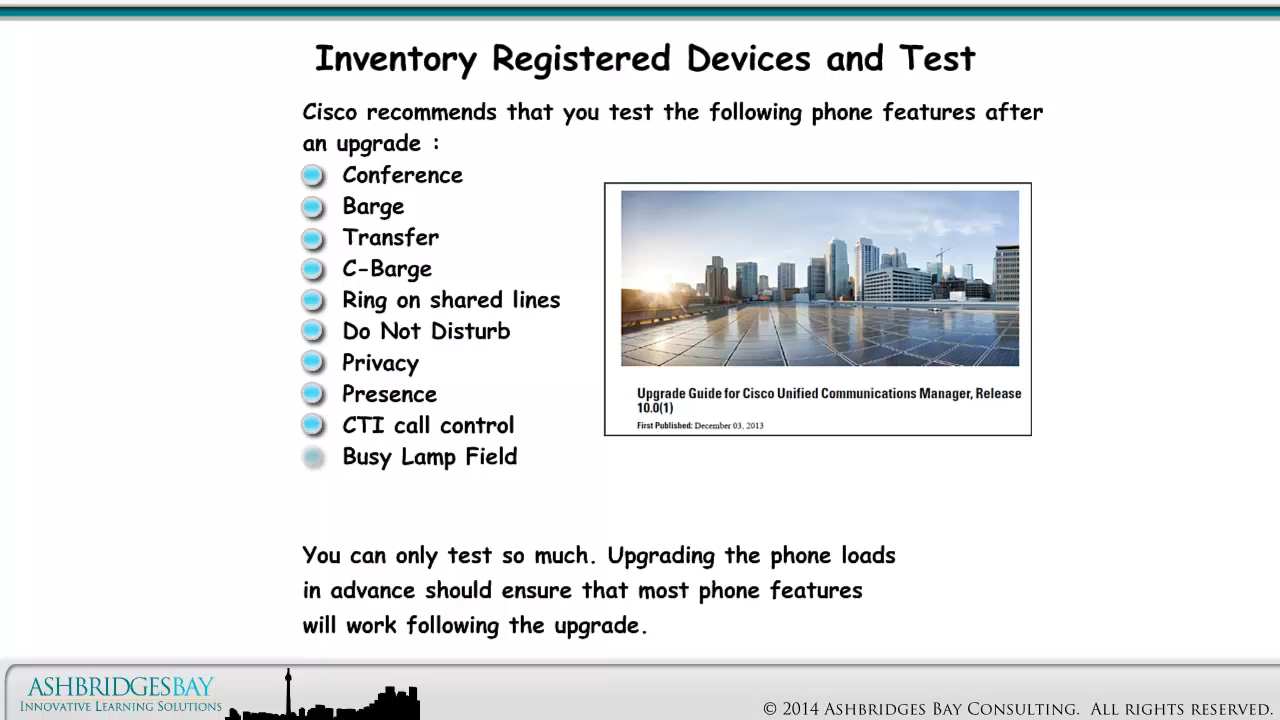 Inventory Registered Devices and Test
Cisco recommends that you test the following phone features after
an upgrade :
Conference
Barge
Transfer
C-Barge
Ring on shared lines
Do Not Disturb
Privacy
Presence
CTI call control
Busy Lamp Field
Upgrade Guide for Cisco Unified Communications Manager, Release
10.0(1)
First Published: December 03, 2013
You can only test so much. Upgrading the phone loads
in advance should ensure that most phone features
will work following the upgrade.
ASHBRIDGESBAY
INNOVATIVE LEARNING SOLUTIONS
© 2014 ASHBRIDGES BAY CONSULTING. ALL RIGHTS RESERVED.